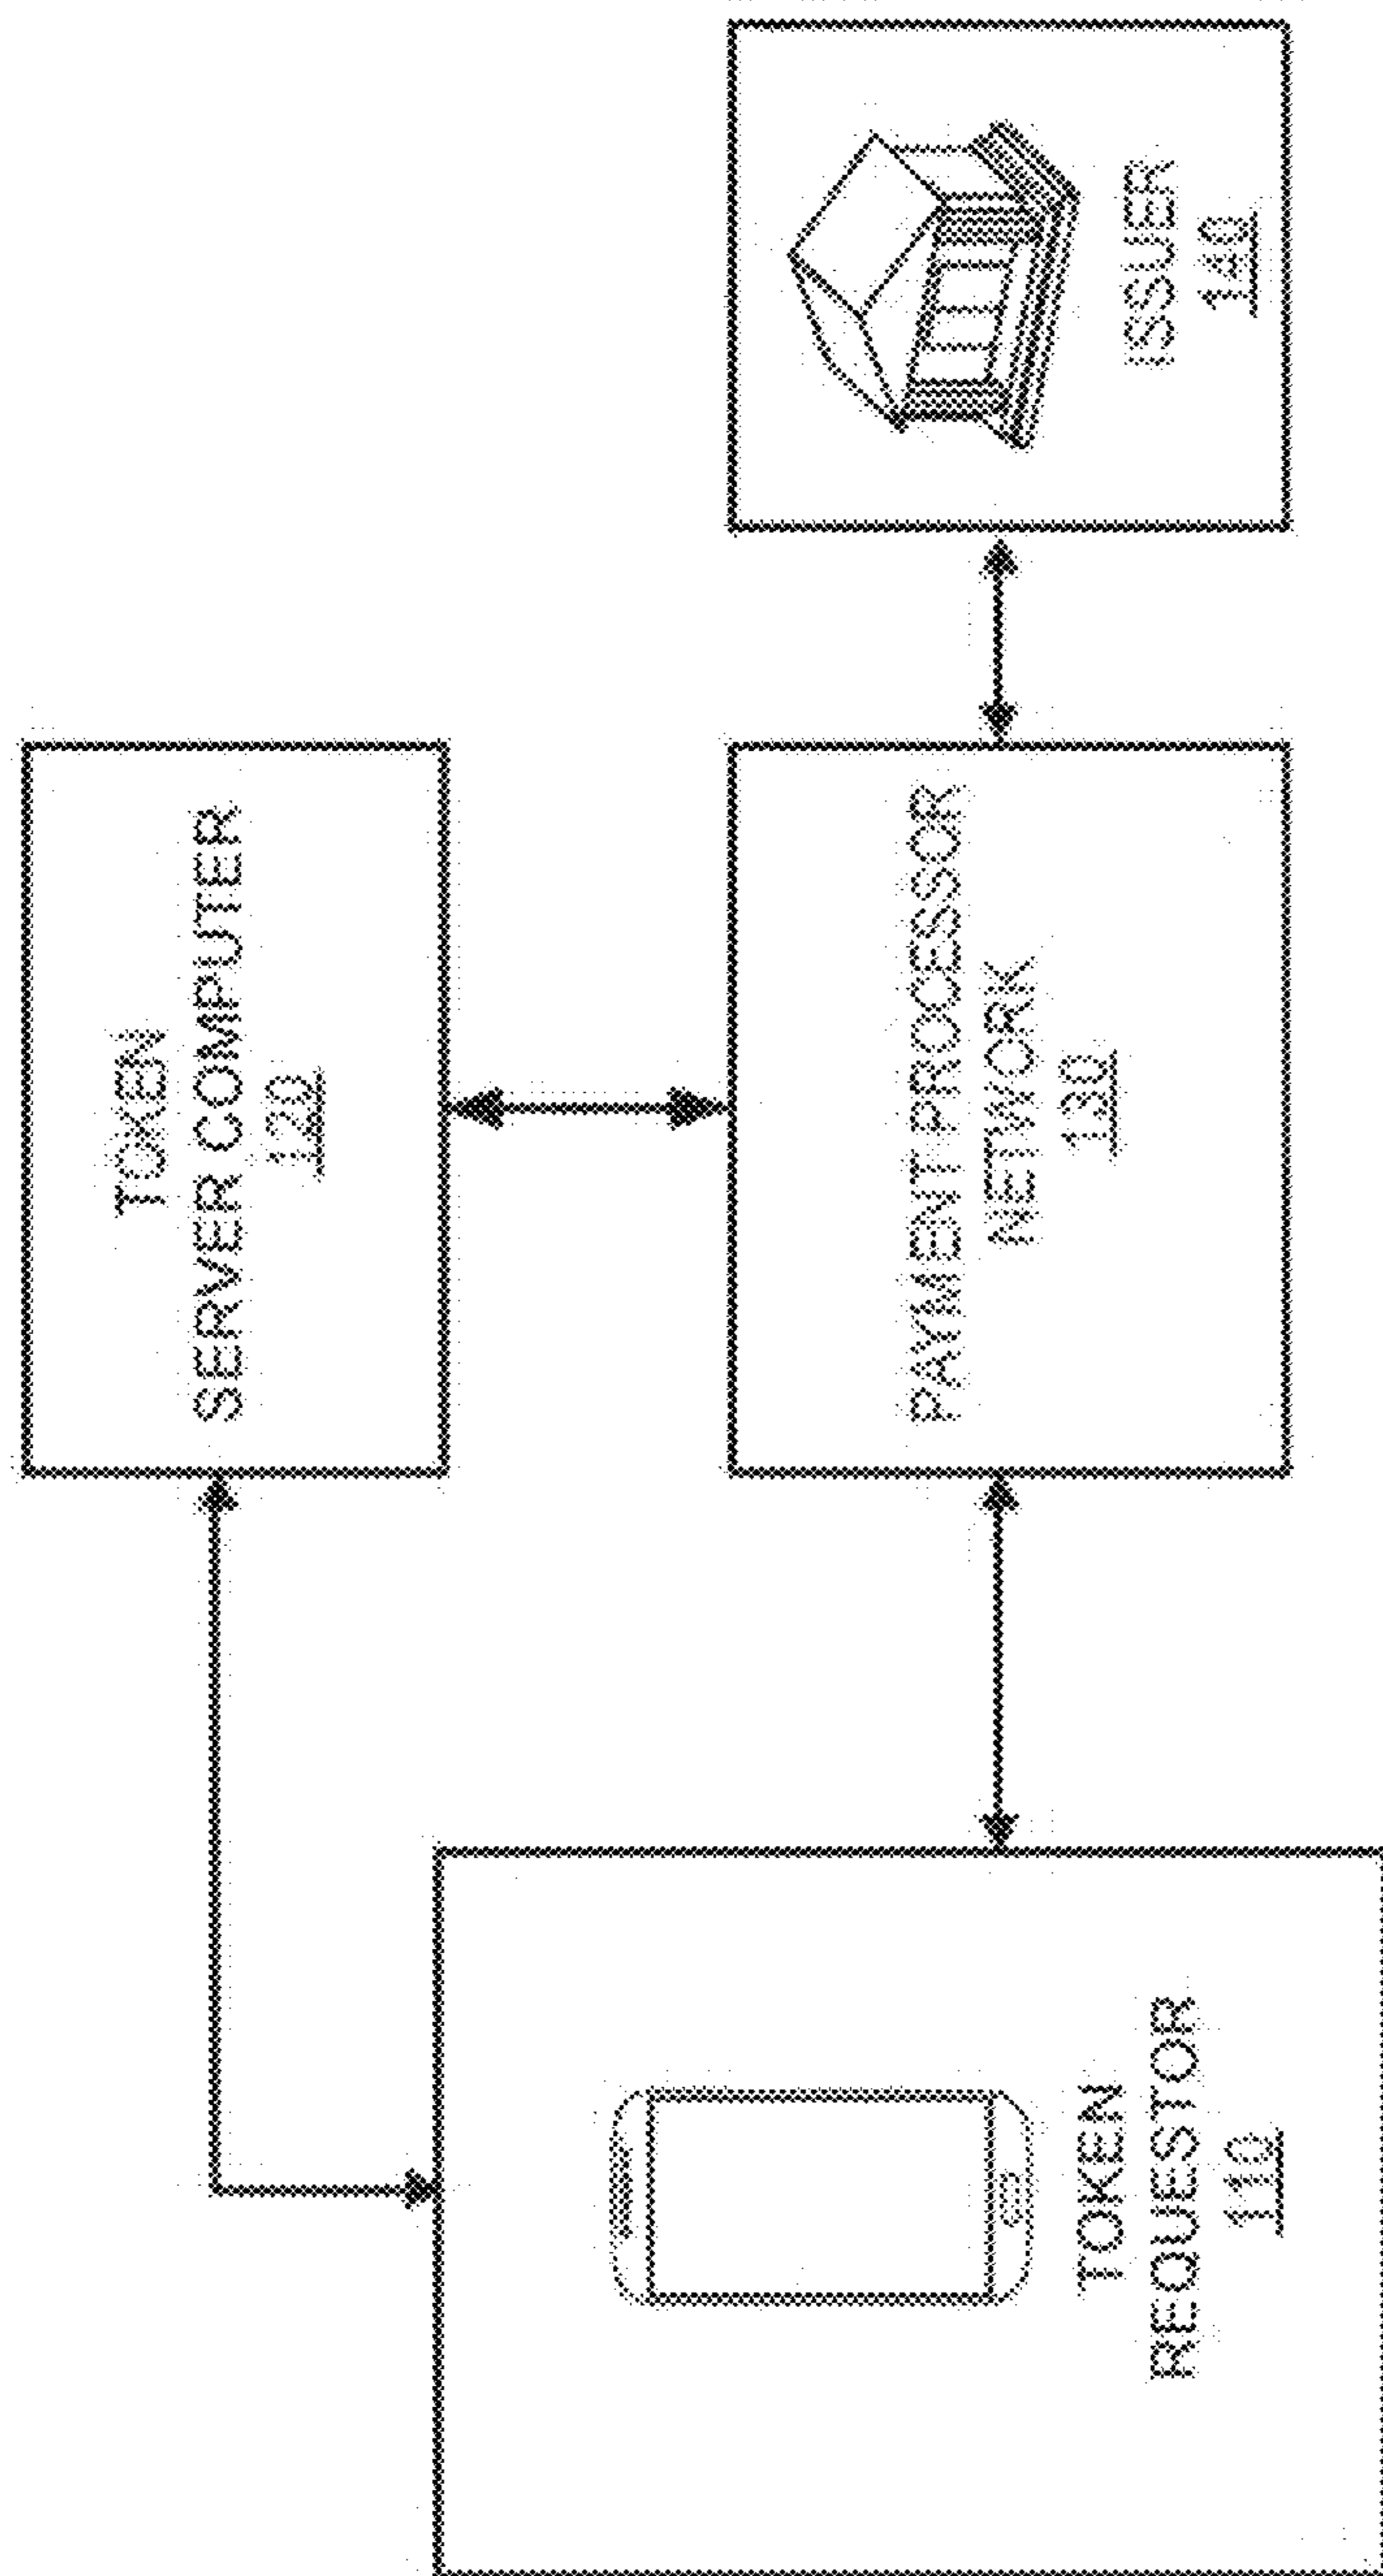 TOKEN
SERVER COMPUTER
120
TOKEN
REQUESTOR
110
PAYMENT PROCESSOR
NETWORK
130
ISSUER
140